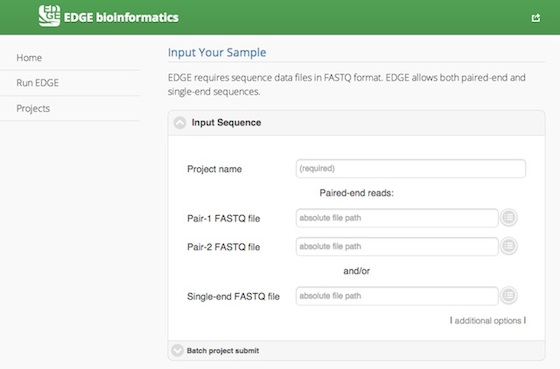 EDGE bioinformatics
Home
Run EDGE
Projects
Input Your Sample
EDGE requires sequence data files in FASTQ format. EDGE allows both paired-end and
single-end sequences.
Input Sequence
Project name (required)
Paired-end reads:
Pair-1 FASTQ file absolute file path
Pair-2 FASTQ file absolute file path
and/or
Single-end FASTQ file absolute file path
| additional options |
Batch project submit